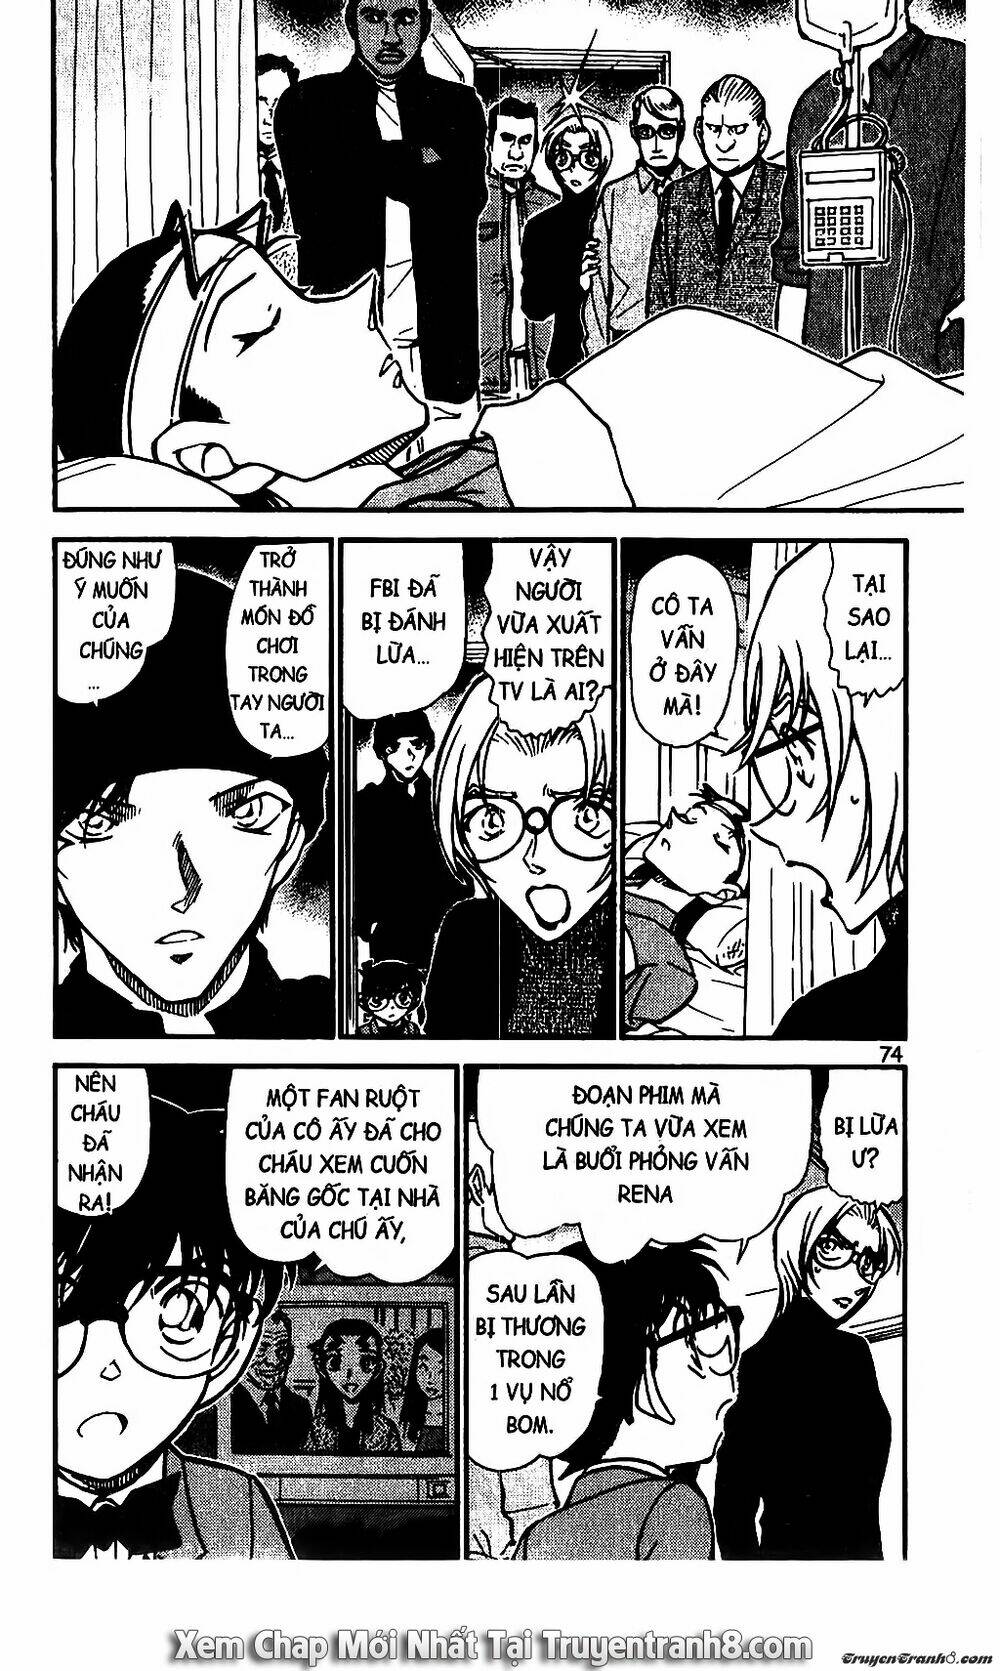 TẠI
SAO
LẠI...
CÔ TA
VẪN
Ở ĐÂY
MÀ!
VẬY
NGƯỜI
VỪA XUẤT
HIỆN TRÊN
TV LÀ AI?
FBI ĐÃ
BỊ ĐÁNH
LỪA...
TRỞ
THÀNH
MÓN ĐỒ
CHƠI
TRONG
TAY NGƯỜI
TA...
ĐÚNG NHƯ
Ý MUỐN
CỦA
CHÚNG
...
74
BỊ LỪA
Ư?
ĐOẠN PHIM MÀ
CHÚNG TA VỪA XEM
LÀ BUỔI PHỎNG VẤN
RENA
SAU LẦN
BỊ THƯƠNG
TRONG
1 VỤ NỔ
BOM.
MỘT FAN RUỘT
CỦA CÔ ẤY ĐÃ CHO
CHÁU XEM CUỐN
BĂNG GỐC TẠI NHÀ
CỦA CHÚ ẤY,
NÊN
CHÁU
ĐÃ
NHẬN
RA!
Xem Chap Mới Nhất Tại Truyentranh8.com
TruyenTranh8.com